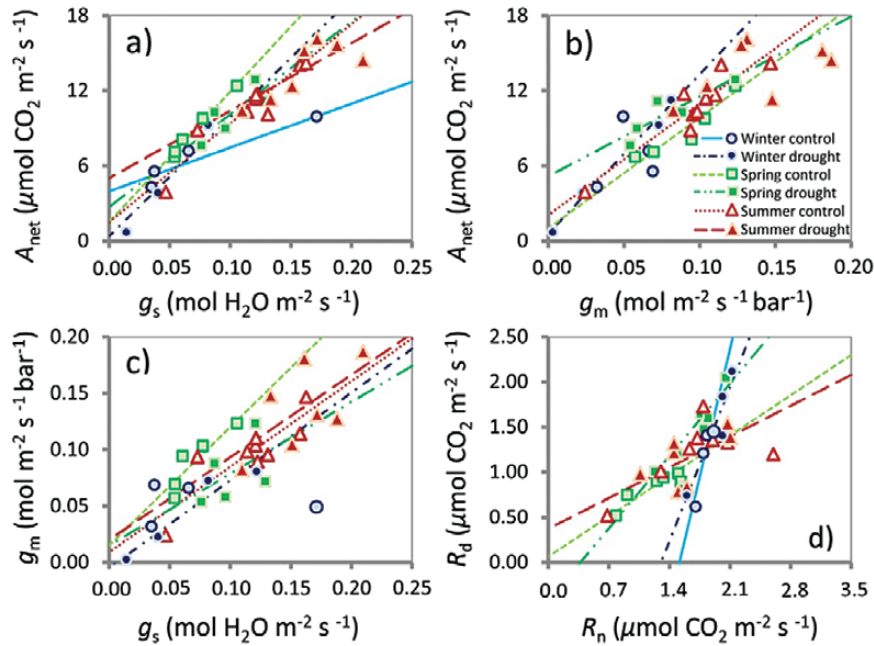 a)
18
12
6
0
A_net (μmol CO₂ m⁻² s⁻¹)
0.00 0.05 0.10 0.15 0.20 0.25
g_s (mol H₂O m⁻² s⁻¹)
b)
18
12
6
0
A_net (μmol CO₂ m⁻² s⁻¹)
Winter control
Winter drought
Spring control
Spring drought
Summer control
Summer drought
0.00 0.05 0.10 0.15 0.20
g_m (mol m⁻² s⁻¹ bar⁻¹)
c)
0.20
0.15
0.10
0.05
0.00
g_m (mol m⁻² s⁻¹ bar⁻¹)
0.00 0.05 0.10 0.15 0.20 0.25
g_s (mol H₂O m⁻² s⁻¹)
2.50
2.00
1.50
1.00
0.50
0.00
R_d (μmol CO₂ m⁻² s⁻¹)
d)
0.0 0.7 1.4 2.1 2.8 3.5
R_n (μmol CO₂ m⁻² s⁻¹)